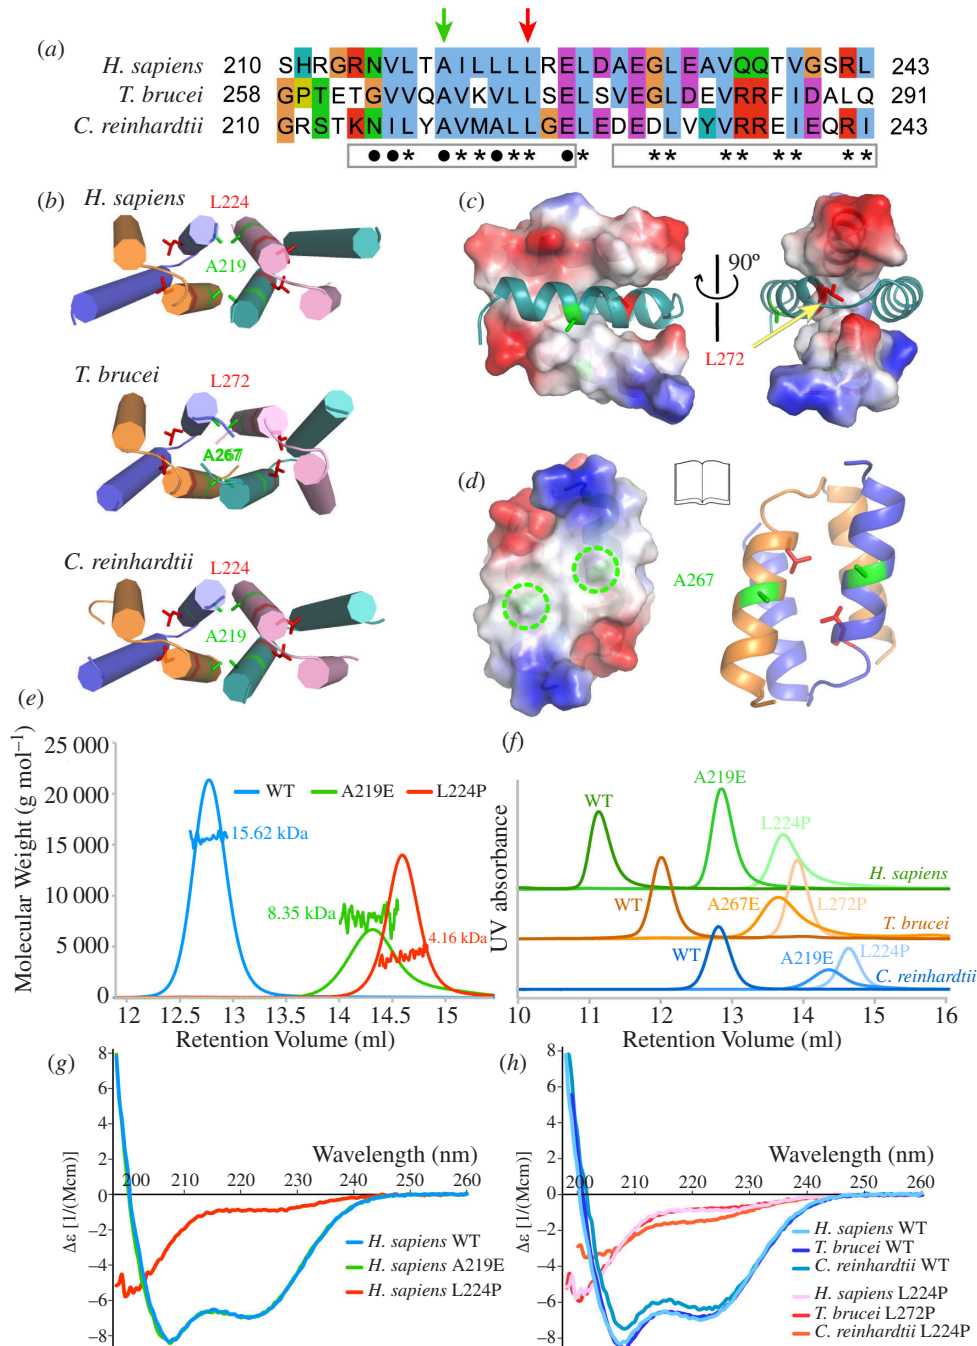 (a)
H. sapiens 210 SHRGRNVLTAILLLLRELDAEGLEAVQQTVGSRL 243
T. brucei 258 GPTETGVVQAVKVLLSELSVEGLDEVRRFIDALQ 291
C. reinhardtii 210 GRSTKNILYAVMALLGELEDEDLVYVRREIEQRI 243
●●**●**●**●* ** ** ** **
(b)
H. sapiens
L224
A219
T. brucei
L272
A267
C. reinhardtii
L224
A219
(c)
90º
L272
(d)
A267
(e)
Molecular Weight (g mol⁻¹)
25 000
20 000
15 000
10 000
5 000
0
WT A219E L224P
15.62 kDa
8.35 kDa
4.16 kDa
12 12.5 13 13.5 14 14.5 15
Retention Volume (ml)
(f)
UV absorbance
WT A219E L224P
H. sapiens
WT A267E L272P
T. brucei
WT A219E L224P
C. reinhardtii
10 11 12 13 14 15 16
Retention Volume (ml)
(g)
Δε [1/(Mcm)]
8
6
4
2
0
−2
−4
−6
−8
Wavelength (nm)
200 210 220 230 240 250 260
H. sapiens WT
H. sapiens A219E
H. sapiens L224P
(h)
Δε [1/(Mcm)]
8
6
4
2
0
−2
−4
−6
−8
Wavelength (nm)
200 210 220 230 240 250 260
H. sapiens WT
T. brucei WT
C. reinhardtii WT
H. sapiens L224P
T. brucei L272P
C. reinhardtii L224P